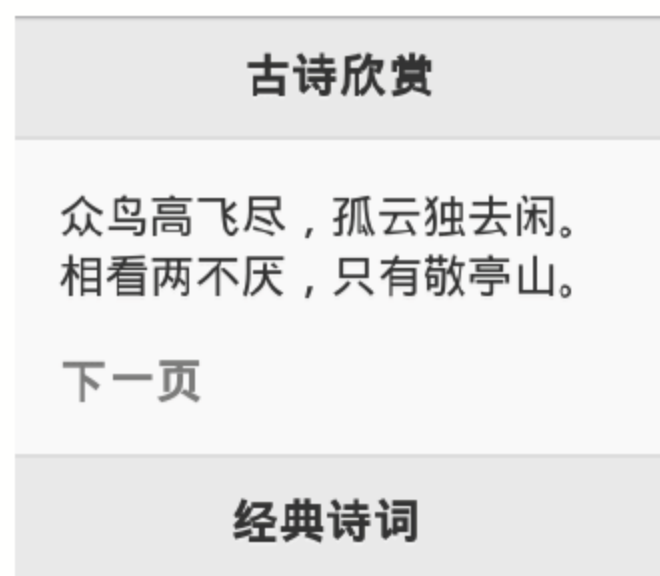 古诗欣赏
众鸟高飞尽，孤云独去闲。
相看两不厌，只有敬亭山。
下一页
经典诗词